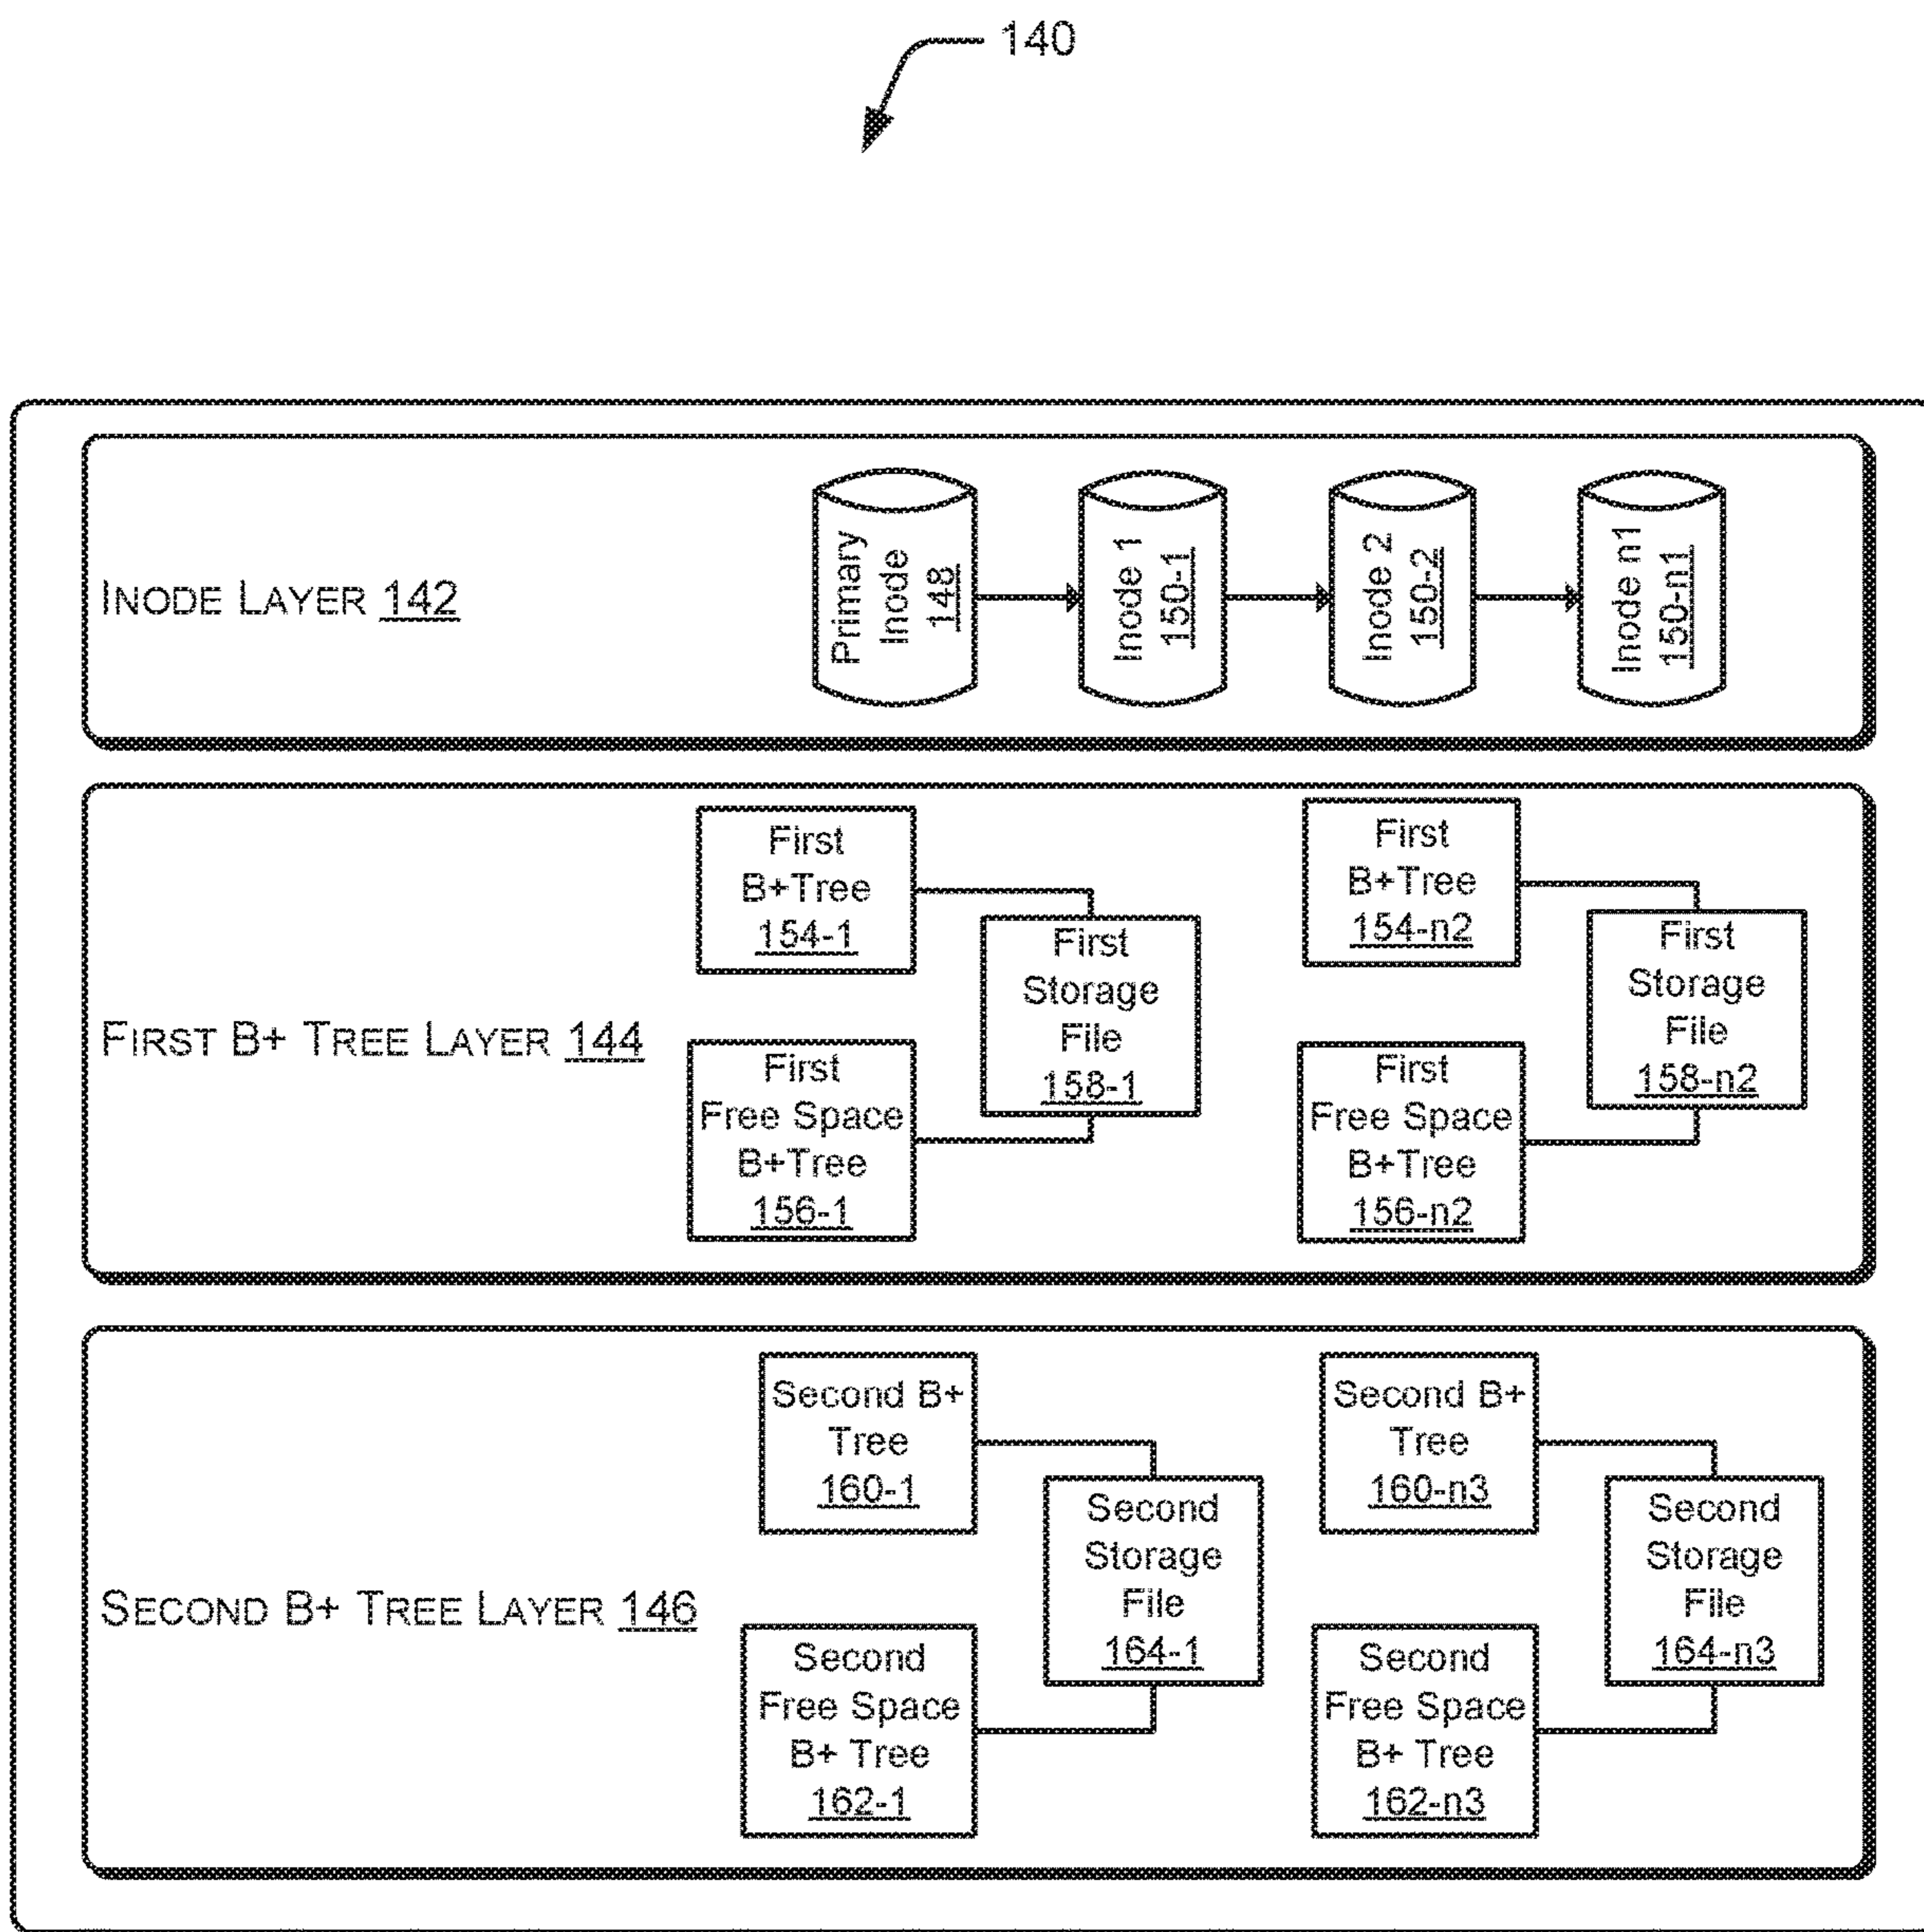 140
INODE LAYER 142
Primary
Inode
148
Inode 1
150-1
Inode 2
150-2
Inode n1
150-n1
FIRST B+ TREE LAYER 144
First
B+Tree
154-1
First
Storage
File
158-1
First
Free Space
B+Tree
156-1
First
B+Tree
154-n2
First
Storage
File
158-n2
First
Free Space
B+Tree
156-n2
SECOND B+ TREE LAYER 146
Second B+
Tree
160-1
Second
Storage
File
164-1
Second
Free Space
B+ Tree
162-1
Second B+
Tree
160-n3
Second
Storage
File
164-n3
Second
Free Space
B+ Tree
162-n3